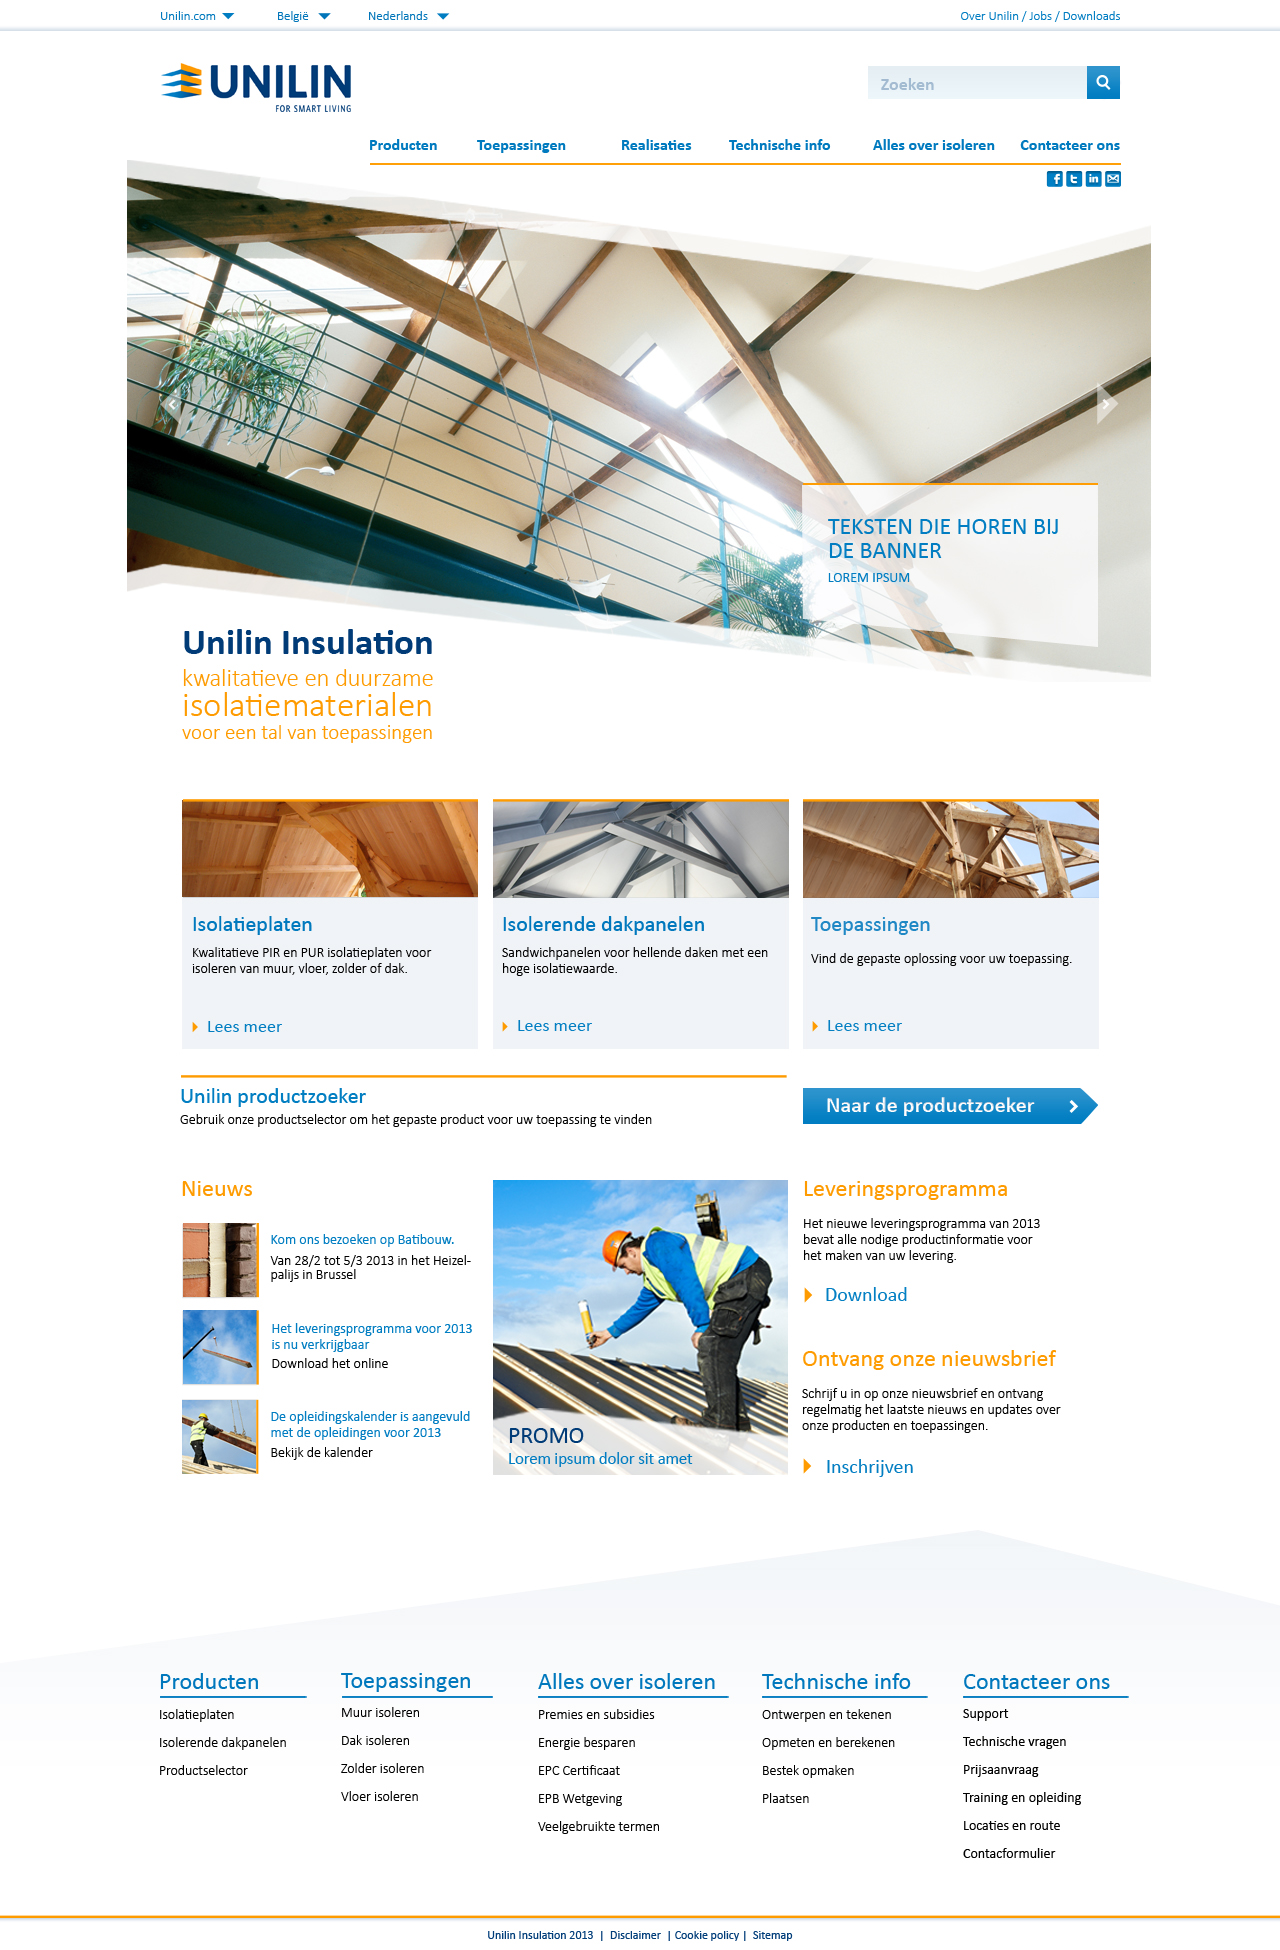 Unilin.com
België
Nederlands
Over Unilin / Jobs / Downloads
UNILIN
FOR SMART LIVING
Zoeken
Producten
Toepassingen
Realisaties
Technische info
Alles over isoleren
Contacteer ons
TEKSTEN DIE HOREN BIJ
DE BANNER
LOREM IPSUM
Unilin Insulation
kwalitatieve en duurzame
isolatiematerialen
voor een tal van toepassingen
Isolatieplaten
Kwalitatieve PIR en PUR isolatieplaten voor
isoleren van muur, vloer, zolder of dak.
Lees meer
Isolerende dakpanelen
Sandwichpanelen voor hellende daken met een
hoge isolatiewaarde.
Lees meer
Toepassingen
Vind de gepaste oplossing voor uw toepassing.
Lees meer
Unilin productzoeker
Gebruik onze productselector om het gepaste product voor uw toepassing te vinden
Naar de productzoeker
Nieuws
Kom ons bezoeken op Batibouw.
Van 28/2 tot 5/3 2013 in het Heizel-
palijs in Brussel
Het leveringsprogramma voor 2013
is nu verkrijgbaar
Download het online
De opleidingskalender is aangevuld
met de opleidingen voor 2013
Bekijk de kalender
PROMO
Lorem ipsum dolor sit amet
Leveringsprogramma
Het nieuwe leveringsprogramma van 2013
bevat alle nodige productinformatie voor
het maken van uw levering.
Download
Ontvang onze nieuwsbrief
Schrijf u in op onze nieuwsbrief en ontvang
regelmatig het laatste nieuws en updates over
onze producten en toepassingen.
Inschrijven
Producten
Isolatieplaten
Isolerende dakpanelen
Productselector
Toepassingen
Muur isoleren
Dak isoleren
Zolder isoleren
Vloer isoleren
Alles over isoleren
Premies en subsidies
Energie besparen
EPC Certificaat
EPB Wetgeving
Veelgebruikte termen
Technische info
Ontwerpen en tekenen
Opmeten en berekenen
Bestek opmaken
Plaatsen
Contacteer ons
Support
Technische vragen
Prijsaanvraag
Training en opleiding
Locaties en route
Contacformulier
Unilin Insulation 2013 | Disclaimer | Cookie policy | Sitemap